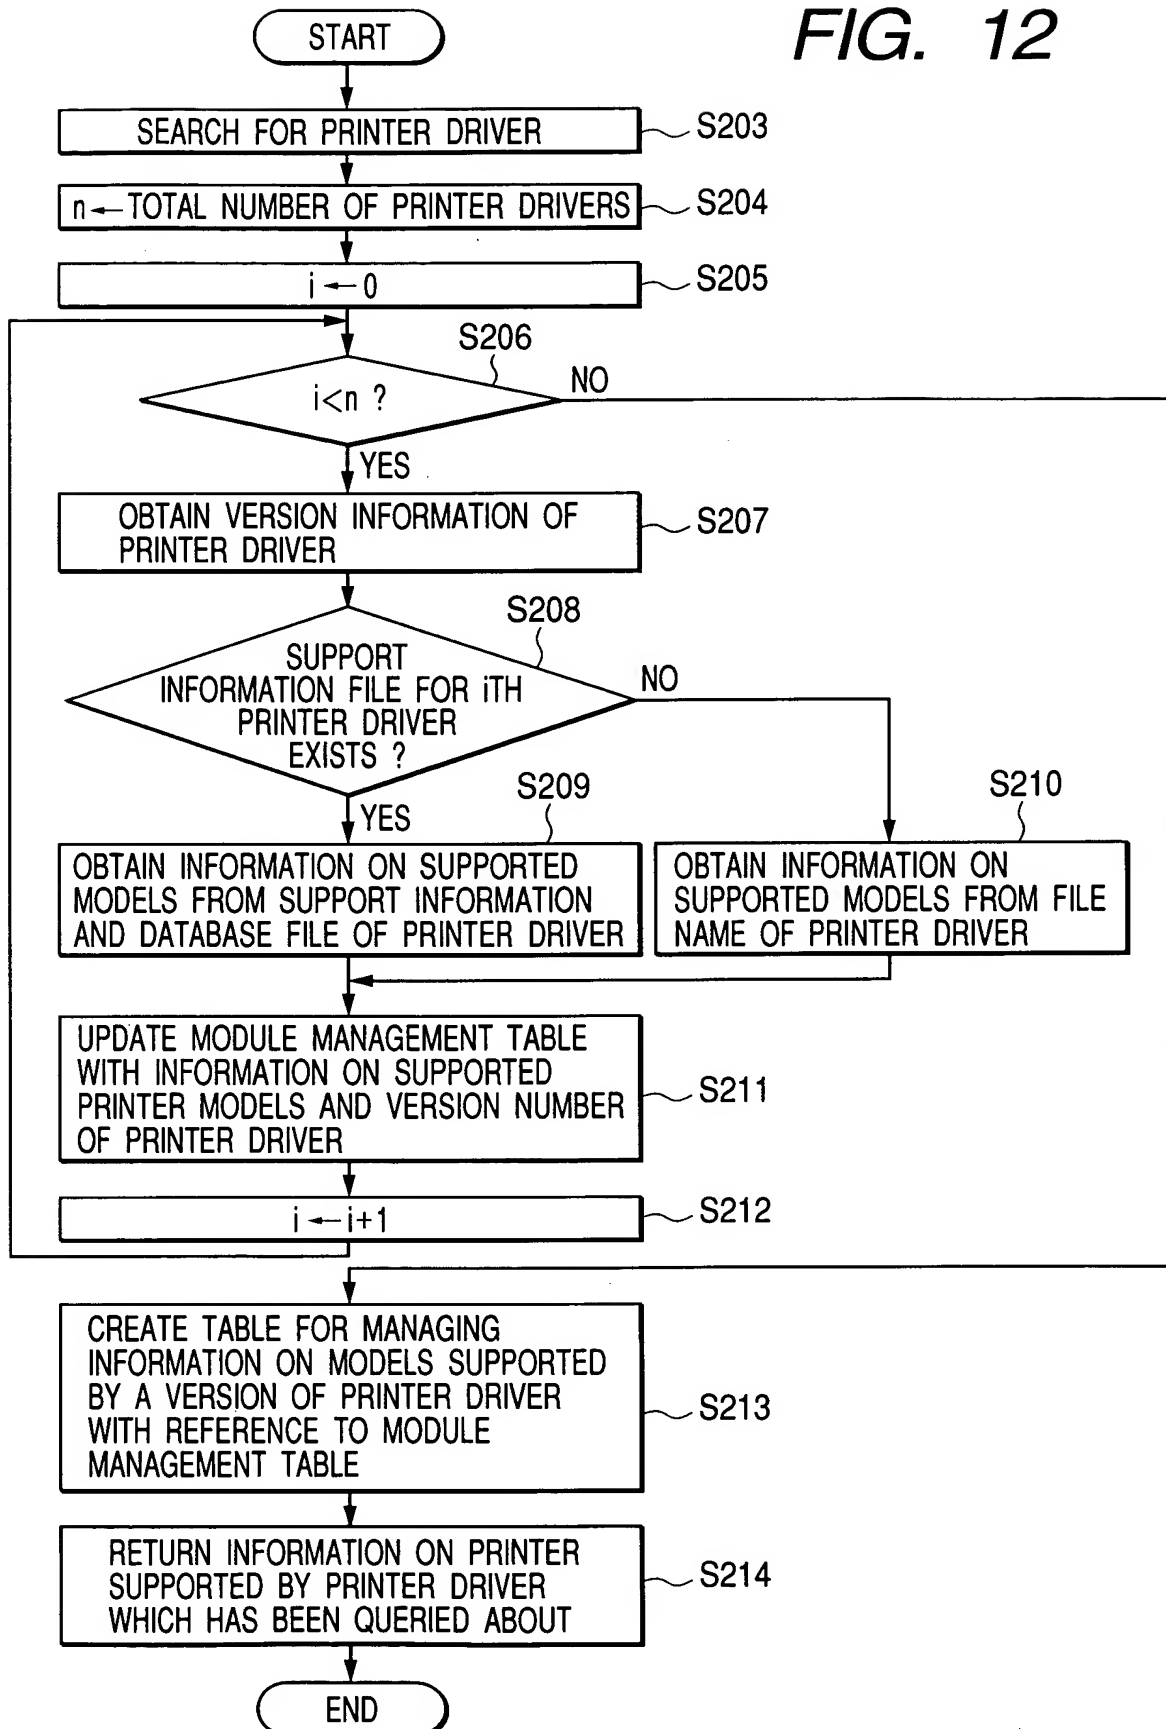 FIG. 12
START
SEARCH FOR PRINTER DRIVER
S203
n←TOTAL NUMBER OF PRINTER DRIVERS
S204
i←0
S205
S206
i<n ?
NO
YES
OBTAIN VERSION INFORMATION OF
PRINTER DRIVER
S207
S208
SUPPORT
INFORMATION FILE FOR iTH
PRINTER DRIVER
EXISTS ?
NO
YES
S209
OBTAIN INFORMATION ON SUPPORTED
MODELS FROM SUPPORT INFORMATION
AND DATABASE FILE OF PRINTER DRIVER
S210
OBTAIN INFORMATION ON
SUPPORTED MODELS FROM FILE
NAME OF PRINTER DRIVER
UPDATE MODULE MANAGEMENT TABLE
WITH INFORMATION ON SUPPORTED
PRINTER MODELS AND VERSION NUMBER
OF PRINTER DRIVER
S211
i←i+1
S212
CREATE TABLE FOR MANAGING
INFORMATION ON MODELS SUPPORTED
BY A VERSION OF PRINTER DRIVER
WITH REFERENCE TO MODULE
MANAGEMENT TABLE
S213
RETURN INFORMATION ON PRINTER
SUPPORTED BY PRINTER DRIVER
WHICH HAS BEEN QUERIED ABOUT
S214
END